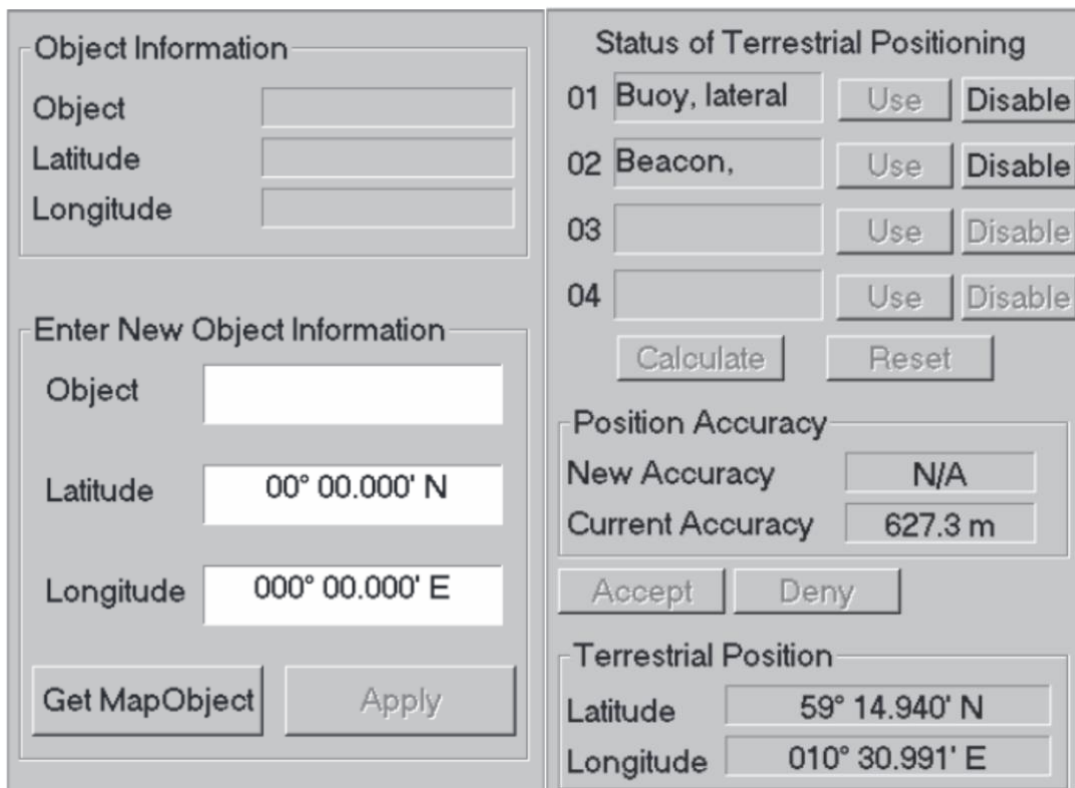 Object Information
Object
Latitude
Longitude
Enter New Object Information
Object
Latitude 00° 00.000' N
Longitude 000° 00.000' E
Get MapObject Apply
Status of Terrestrial Positioning
01 Buoy, lateral Use Disable
02 Beacon, Use Disable
03 Use Disable
04 Use Disable
Calculate Reset
Position Accuracy
New Accuracy N/A
Current Accuracy 627.3 m
Accept Deny
Terrestrial Position
Latitude 59° 14.940' N
Longitude 010° 30.991' E